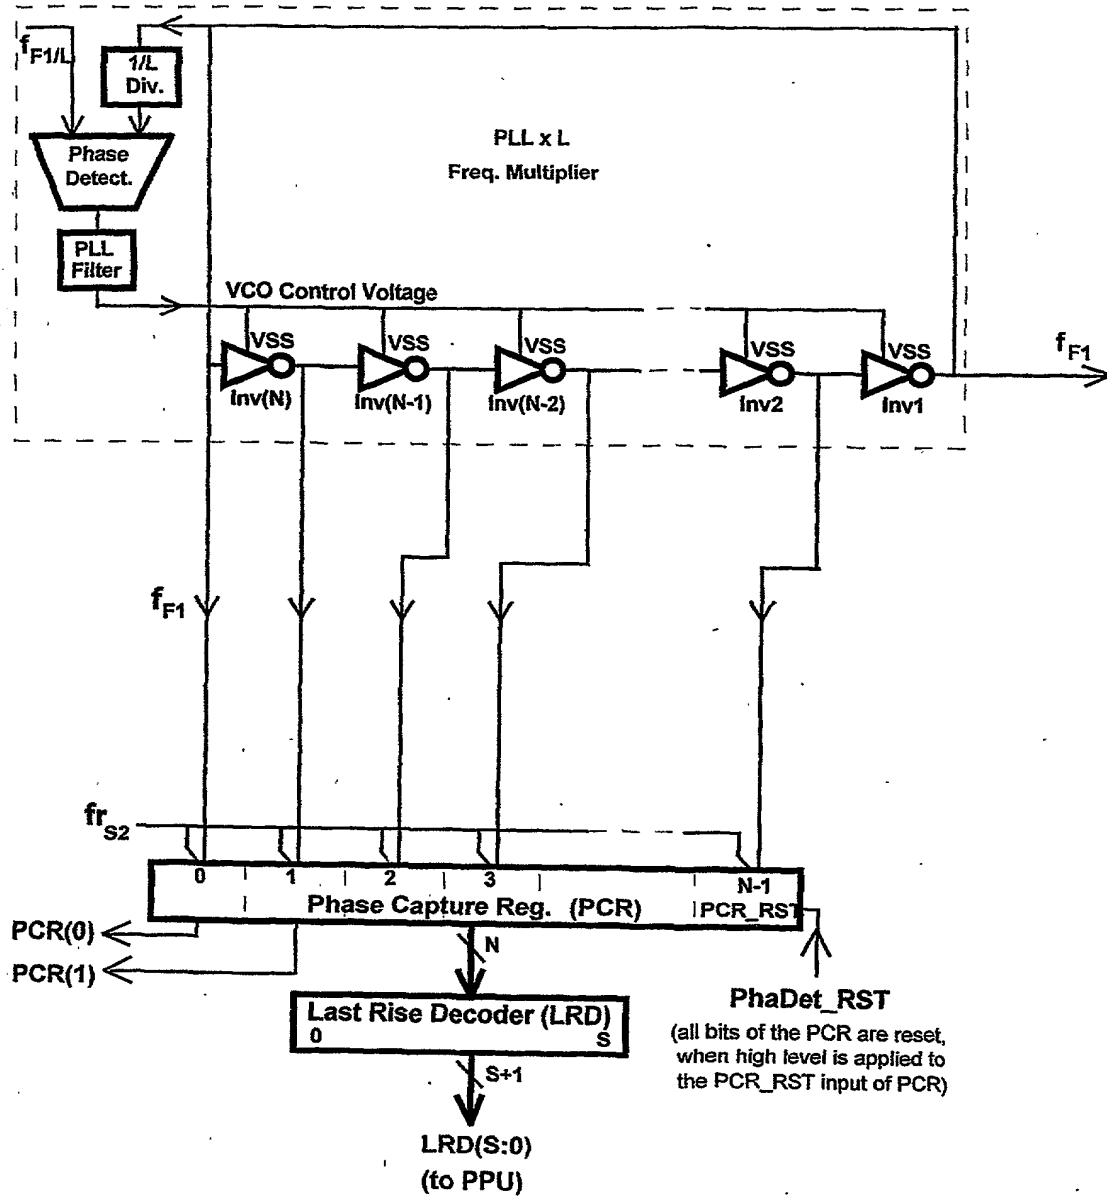 f F1/L
1/L
Div.
PLL x L
Freq. Multiplier
Phase
Detect.
PLL
Filter
VCO Control Voltage
VSS VSS VSS VSS VSS
f F1
Inv(N) Inv(N-1) Inv(N-2) Inv2 Inv1
f F1
fr S2
0 1 2 3 N-1
Phase Capture Reg. (PCR) PCR_RST
PCR(0)
N
PCR(1)
PhaDet_RST
Last Rise Decoder (LRD)
0 S
(all bits of the PCR are reset,
when high level is applied to
the PCR_RST input of PCR)
S+1
LRD(S:0)
(to PPU)